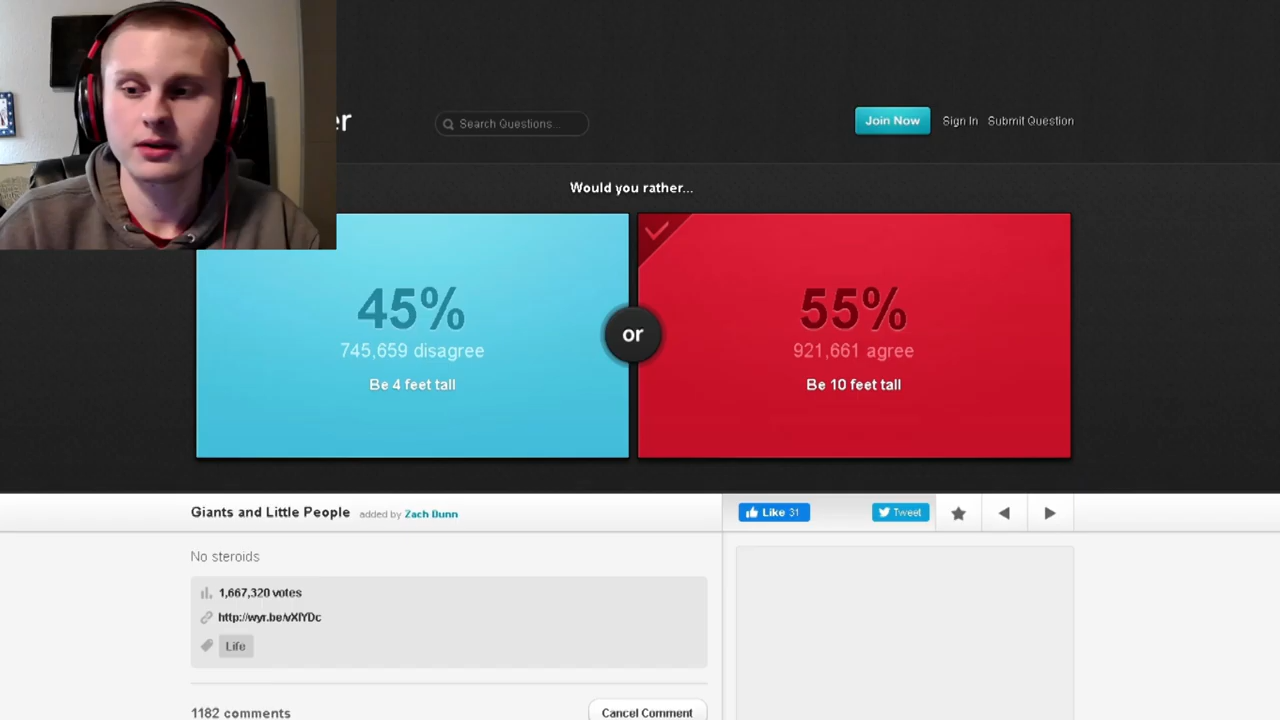 er
Search Questions...
Join Now
Sign In
Submit Question
Would you rather...
45%
745,659 disagree
Be 4 feet tall
or
55%
921,661 agree
Be 10 feet tall
Giants and Little People added by Zach Dunn
Like 31
Tweet
No steroids
1,667,320 votes
http://wyr.be/vXlYDc
Life
1182 comments
Cancel Comment